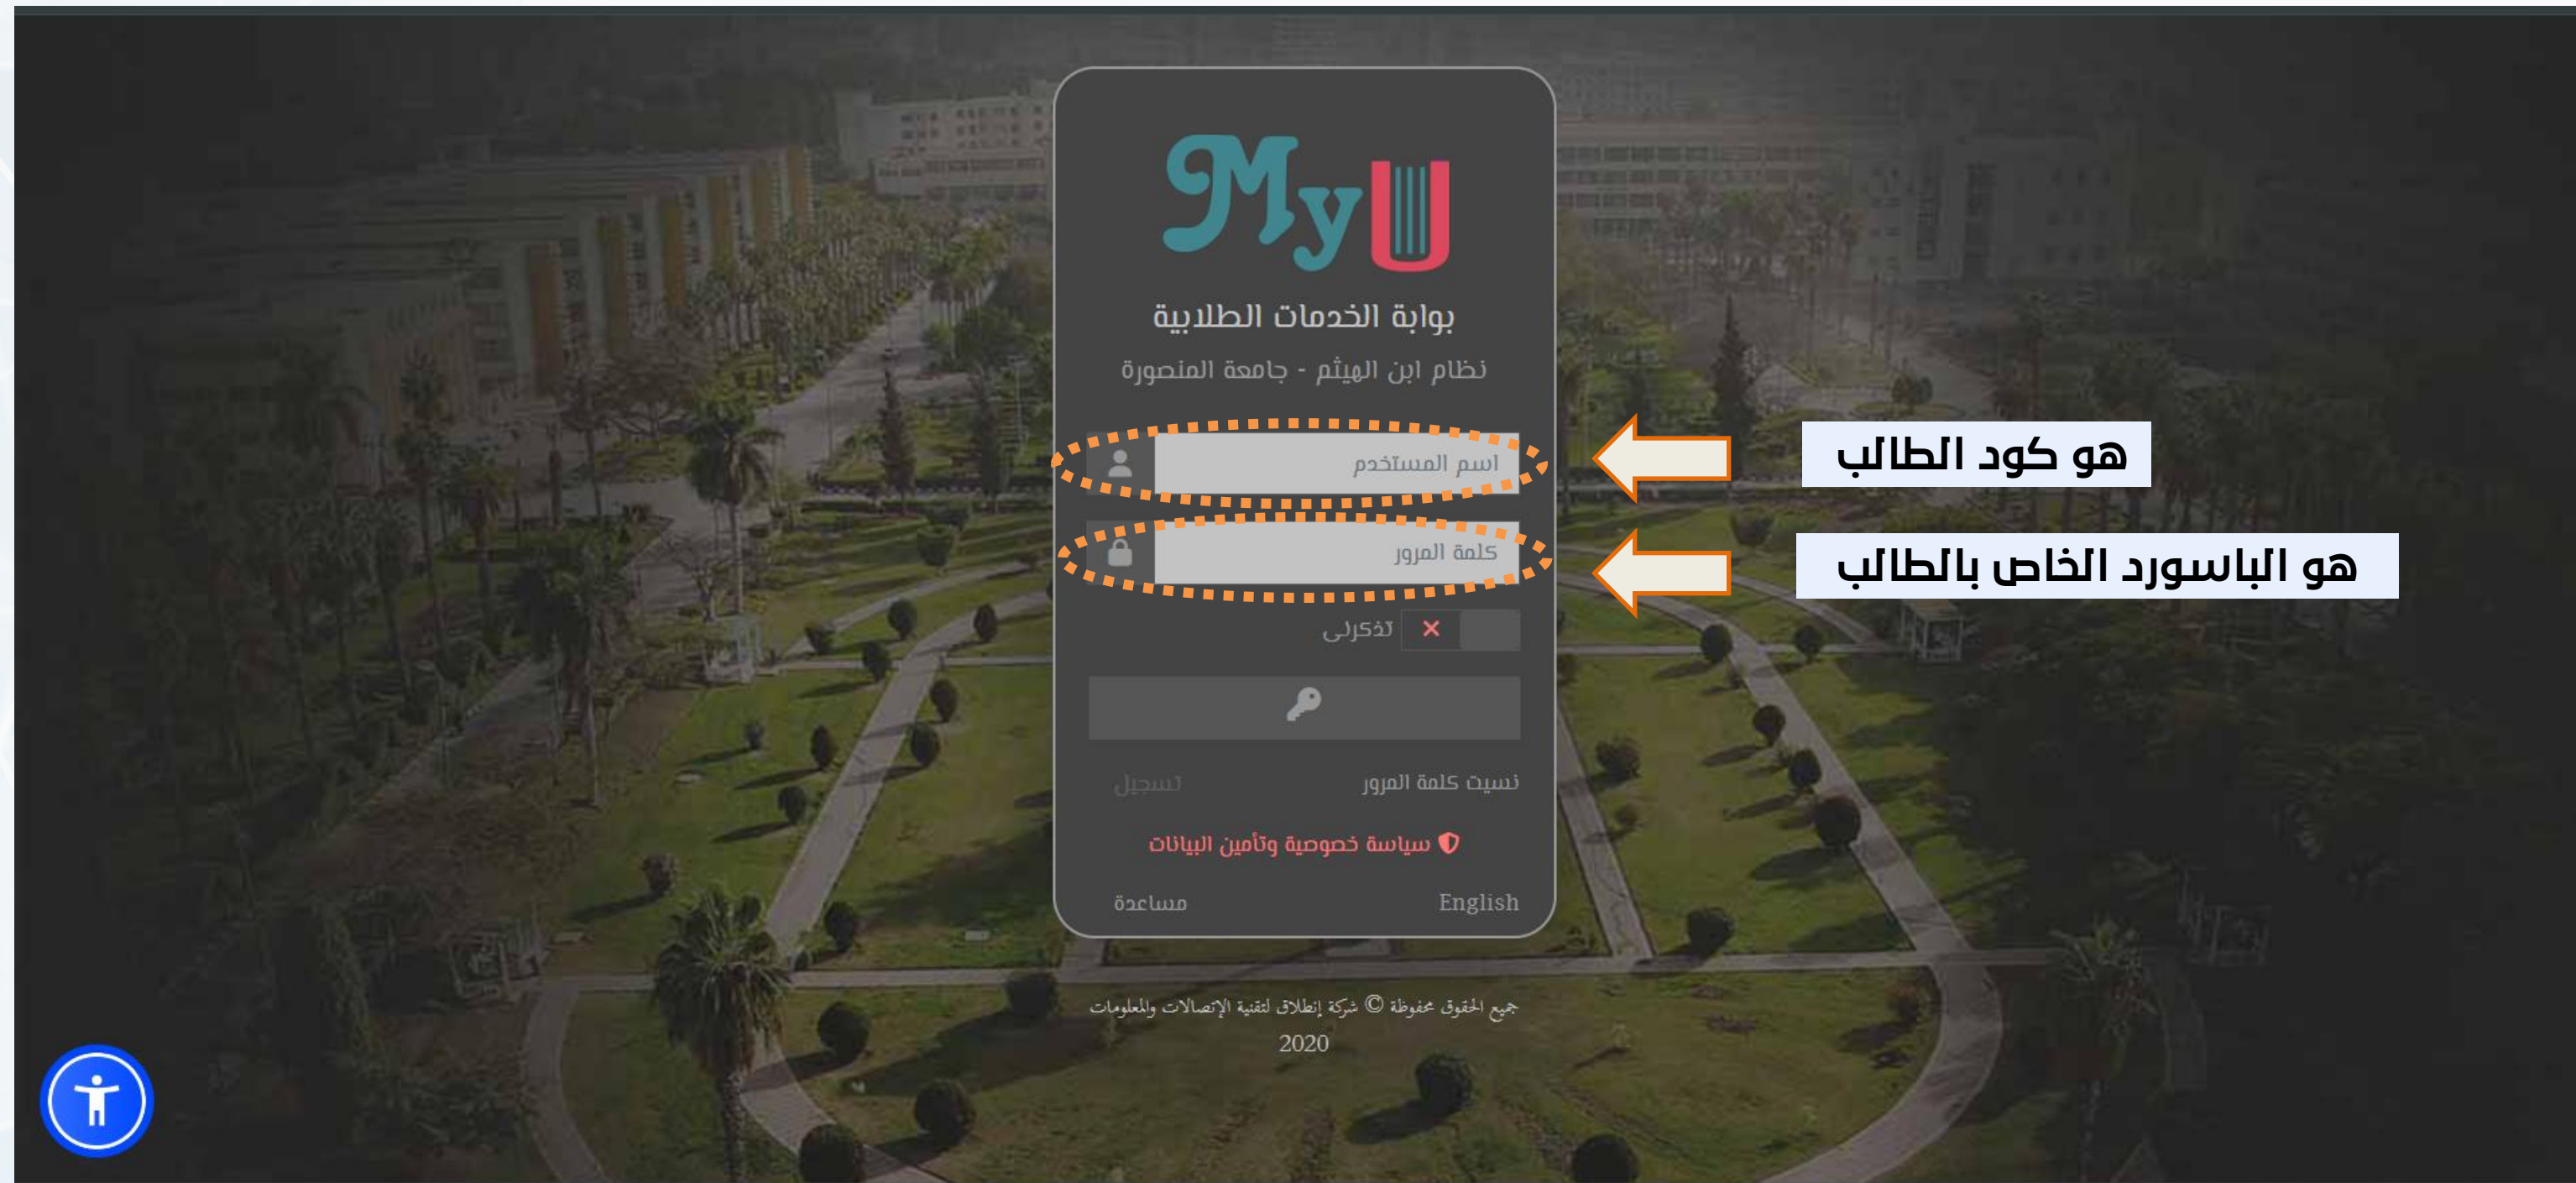 MyU
بوابة الخدمات الطلابية
نظام ابن الهيثم - جامعة المنصورة
اسم المستخدم
هو كود الطالب
كلمة المرور
هو الباسورد الخاص بالطالب
تذكرنى
نسيت كلمة المرور تسجيل
سياسة خصوصية وتأمين البيانات
English مساعدة
جميع الحقوق محفوظة © شركة إنطلاق لتقنية الإتصالات والمعلومات
2020